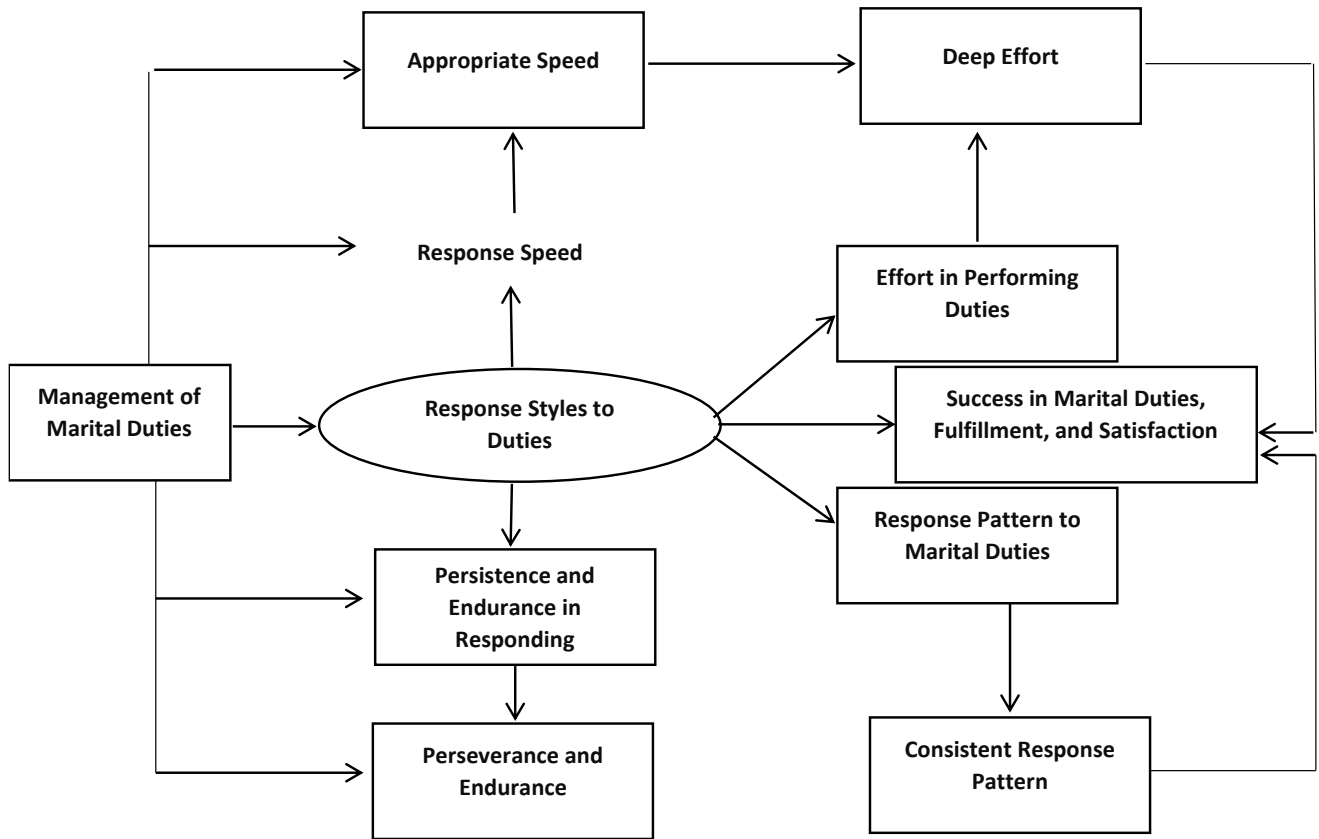 Appropriate Speed
Deep Effort
Response Speed
Effort in Performing
Duties
Management of
Marital Duties
Response Styles to
Duties
Success in Marital Duties,
Fulfillment, and Satisfaction
Response Pattern to
Marital Duties
Persistence and
Endurance in
Responding
Perseverance and
Endurance
Consistent Response
Pattern